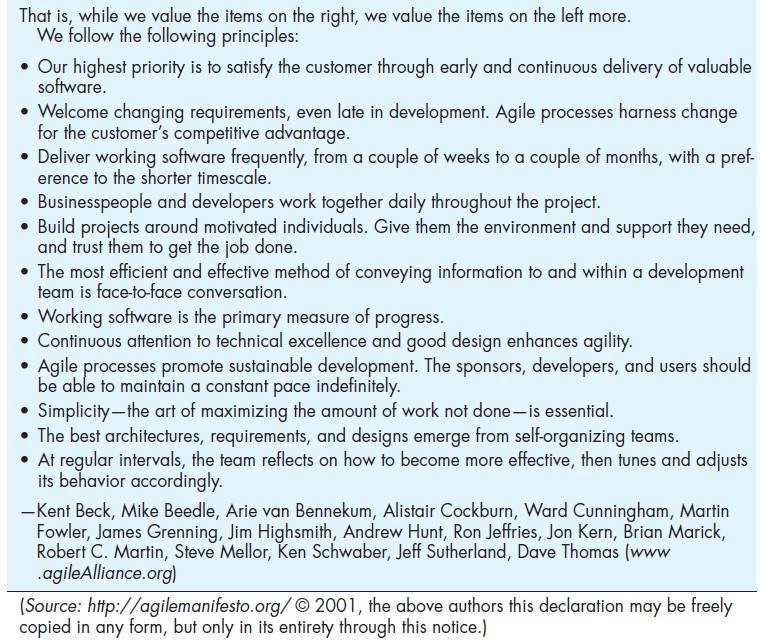 That is, while we value the items on the right, we value the items on the left more.
We follow the following principles:
• Our highest priority is to satisfy the customer through early and continuous delivery of valuable
software.
• Welcome changing requirements, even late in development. Agile processes harness change
for the customer's competitive advantage.
• Deliver working software frequently, from a couple of weeks to a couple of months, with a pref-
erence to the shorter timescale.
• Businesspeople and developers work together daily throughout the project.
• Build projects around motivated individuals. Give them the environment and support they need,
and trust them to get the job done.
• The most efficient and effective method of conveying information to and within a development
team is face-to-face conversation.
• Working software is the primary measure of progress.
• Continuous attention to technical excellence and good design enhances agility.
• Agile processes promote sustainable development. The sponsors, developers, and users should
be able to maintain a constant pace indefinitely.
• Simplicity—the art of maximizing the amount of work not done—is essential.
• The best architectures, requirements, and designs emerge from self-organizing teams.
• At regular intervals, the team reflects on how to become more effective, then tunes and adjusts
its behavior accordingly.
—Kent Beck, Mike Beedle, Arie van Bennekum, Alistair Cockburn, Ward Cunningham, Martin
Fowler, James Grenning, Jim Highsmith, Andrew Hunt, Ron Jeffries, Jon Kern, Brian Marick,
Robert C. Martin, Steve Mellor, Ken Schwaber, Jeff Sutherland, Dave Thomas (www
.agileAlliance.org)
(Source: http://agilemanifesto.org/ © 2001, the above authors this declaration may be freely
copied in any form, but only in its entirety through this notice.)